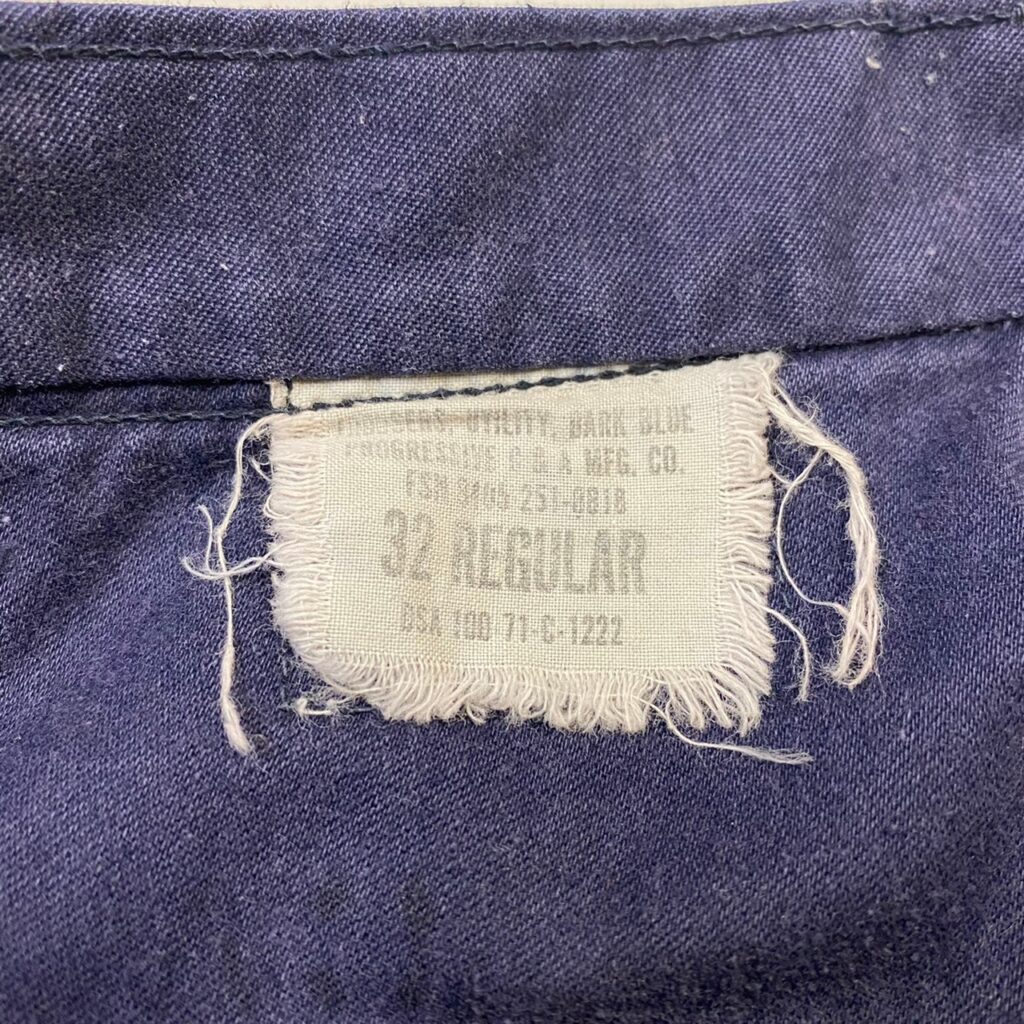 TROUSERS, UTILITY, DARK BLUE
PROGRESSIVE C & A MFG. CO.
FSN 8405 251-0818
32 REGULAR
DSA 100-71-C-1222